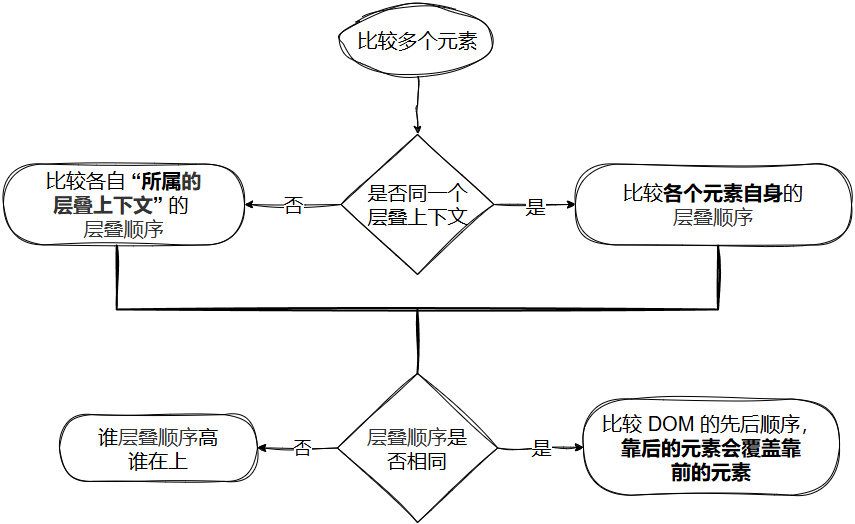 比较多个元素
是否同一个
层叠上下文
否
是
比较各自 “所属的
层叠上下文” 的
层叠顺序
比较各个元素自身的
层叠顺序
层叠顺序是
否相同
否
是
谁层叠顺序高
谁在上
比较 DOM 的先后顺序，
靠后的元素会覆盖靠
前的元素